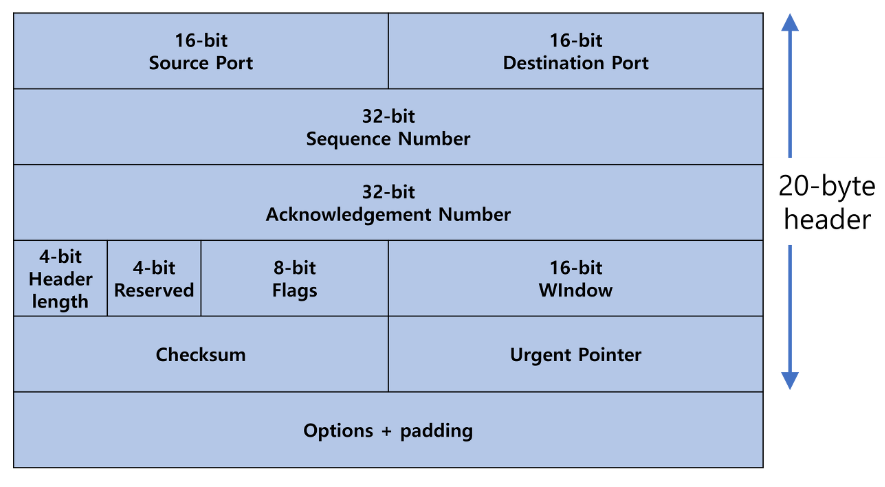 16-bit
Source Port
16-bit
Destination Port
32-bit
Sequence Number
32-bit
Acknowledgement Number
4-bit
Header
length
4-bit
Reserved
8-bit
Flags
16-bit
WIndow
Checksum
Urgent Pointer
Options + padding
20-byte
header